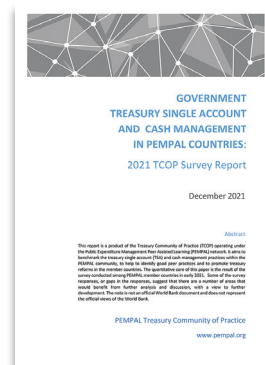 GOVERNMENT
TREASURY SINGLE ACCOUNT
AND CASH MANAGEMENT
IN PEMPAL COUNTRIES:
2021 TCOP Survey Report
December 2021
Abstract
This report is a product of the Treasury Community of Practice (TCOP) operating under
the Public Expenditure Management Peer Assisted Learning (PEMPAL) network. It aims to
benchmark the treasury single account (TSA) and cash management practices within the
PEMPAL community, to help to identify good peer practices and to promote treasury
reforms in the member countries. The quantitative core of this paper is the result of the
survey conducted among PEMPAL member countries in early 2021. Some of the survey
responses, or gaps in the responses, suggest that there are a number of areas that
would benefit from further analysis and discussion, with a view to further
development. The note is not an official World Bank document and does not represent
the official views of the World Bank.
PEMPAL Treasury Community of Practice
www.pempal.org